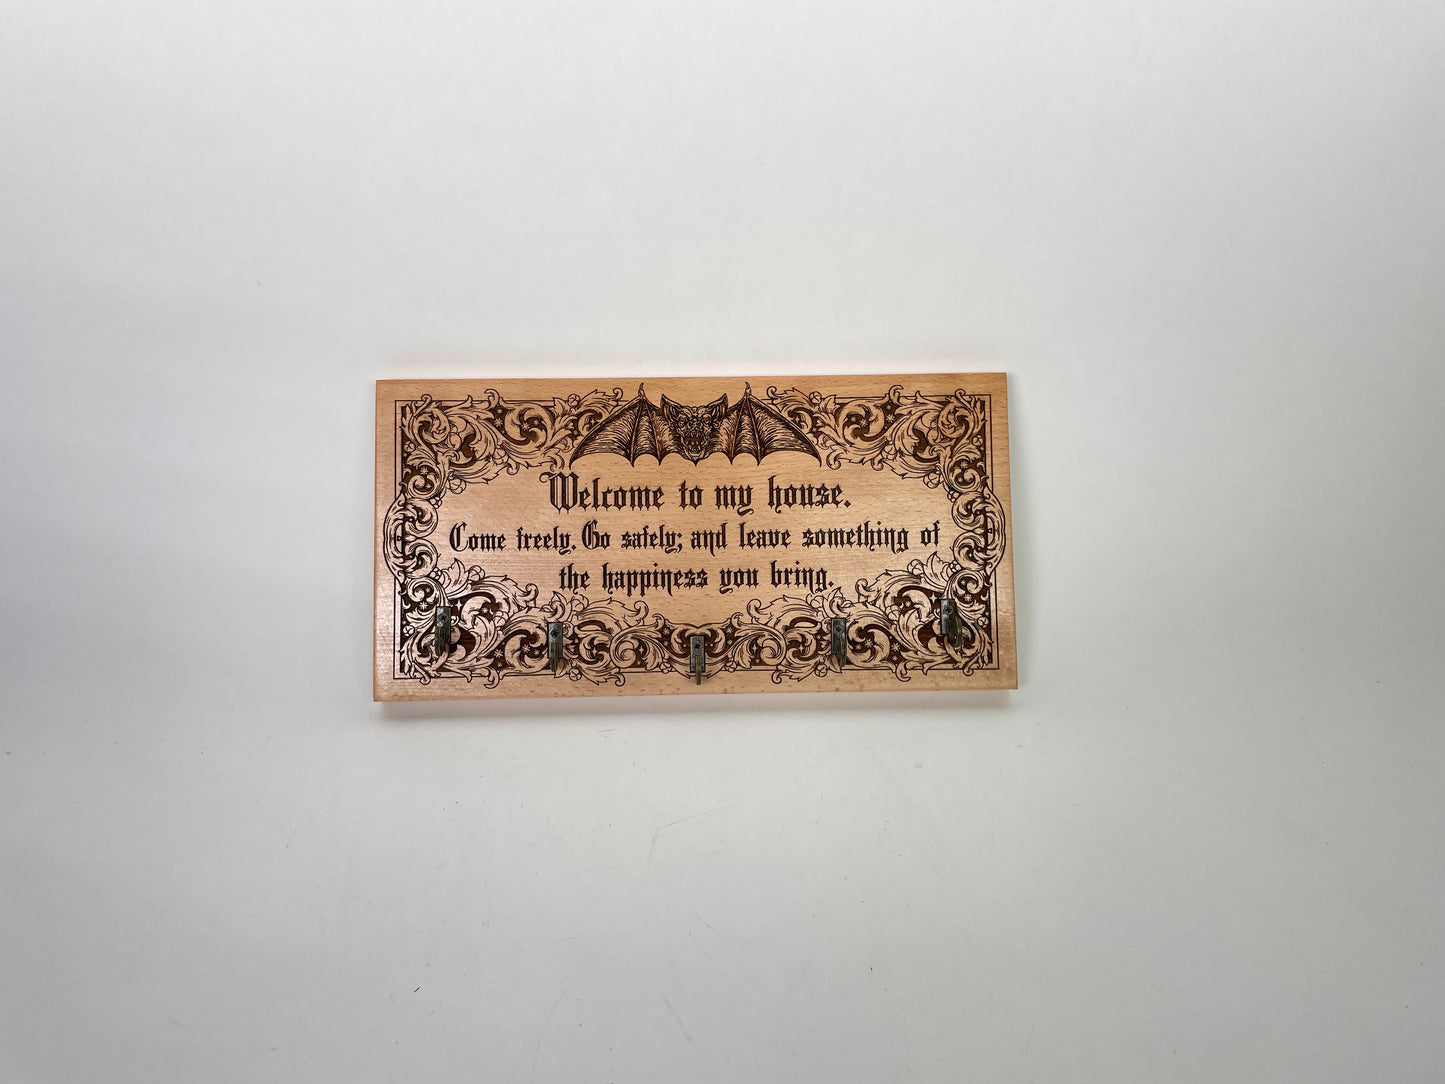 Welcome to my house.
Come freely. Go safely; and leave something of
the happiness you bring.